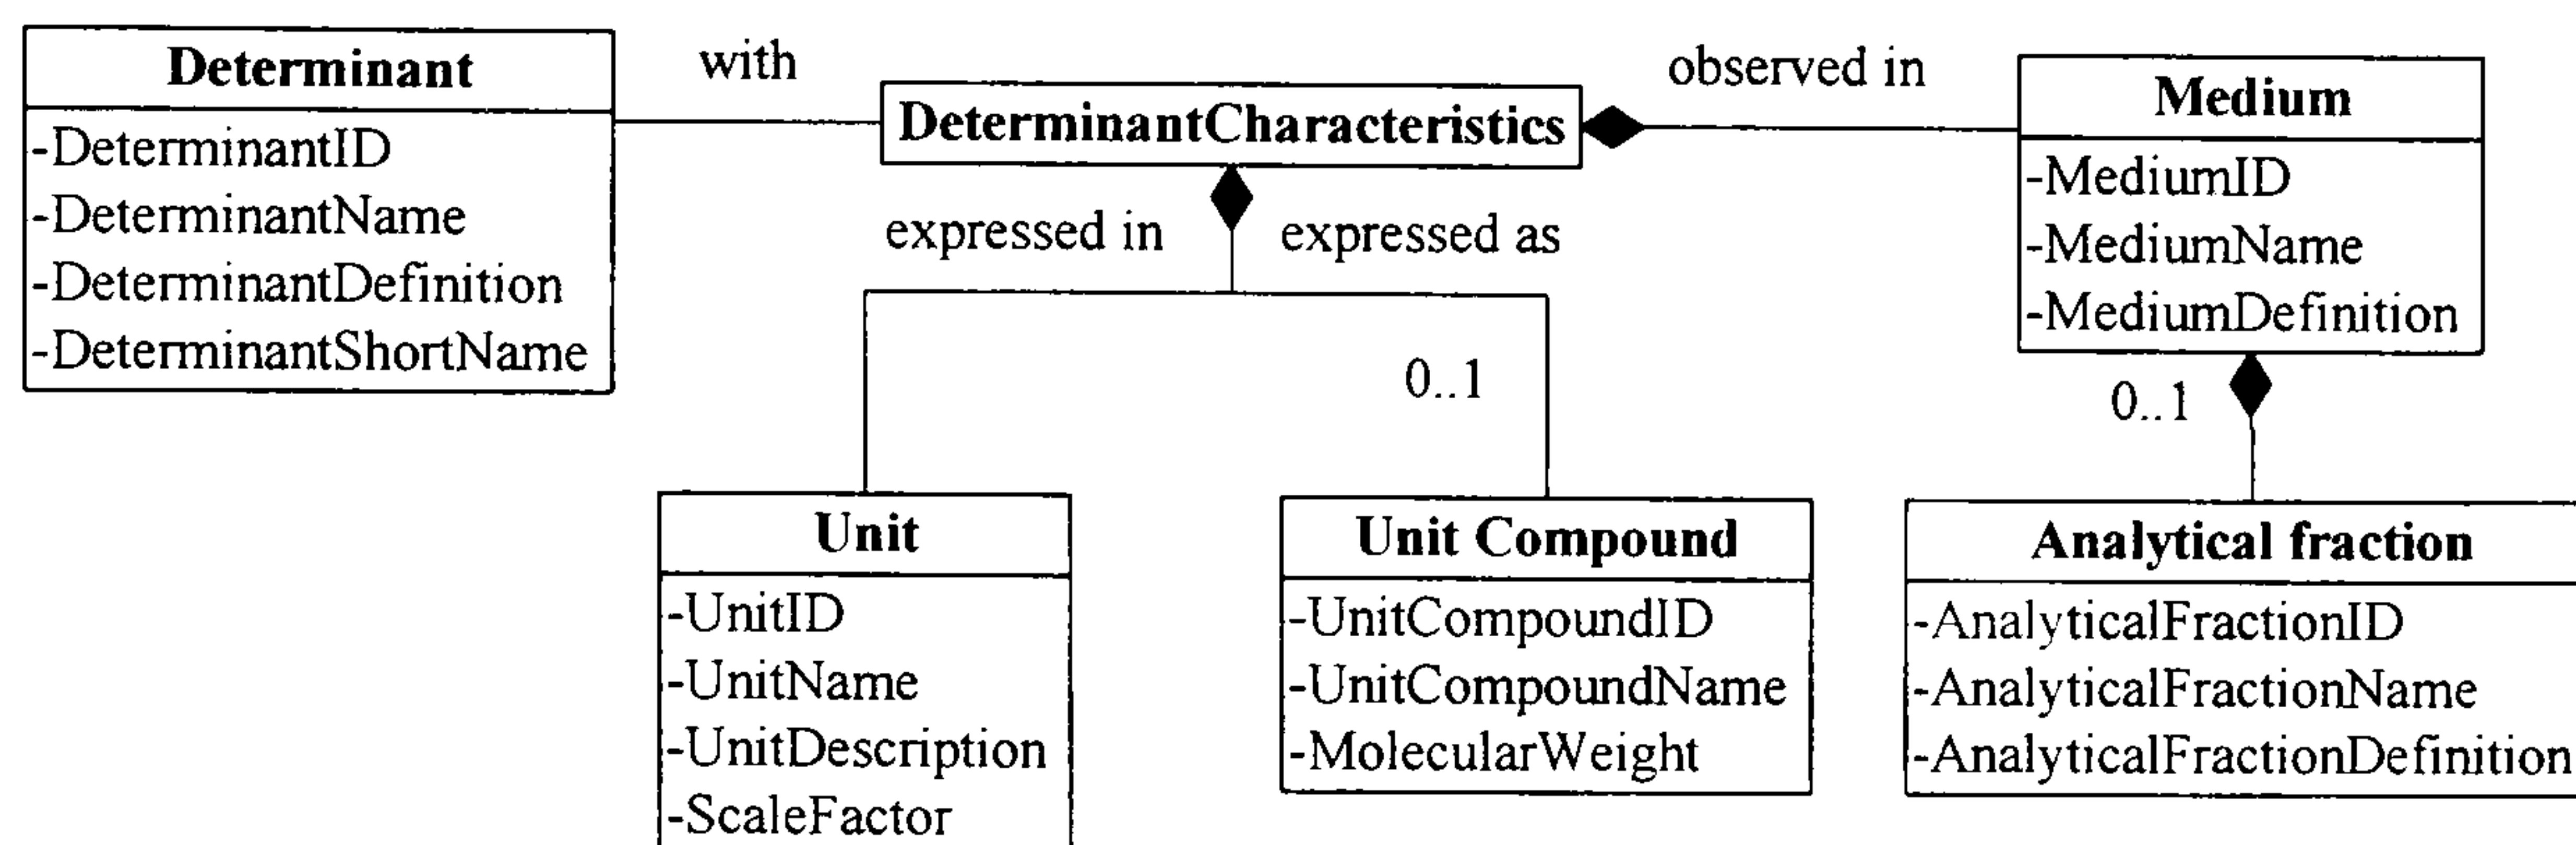 Determinant
-DeterminantID
-DeterminantName
-DeterminantDefinition
-DeterminantShortName
with
DeterminantCharacteristics
observed in
Medium
-MediumID
-MediumName
-MediumDefinition
expressed in
expressed as
0..1
0..1
Unit
-UnitID
-UnitName
-UnitDescription
-ScaleFactor
Unit Compound
-UnitCompoundID
-UnitCompoundName
-MolecularWeight
Analytical fraction
-AnalyticalFractionID
-AnalyticalFractionName
-AnalyticalFractionDefinition